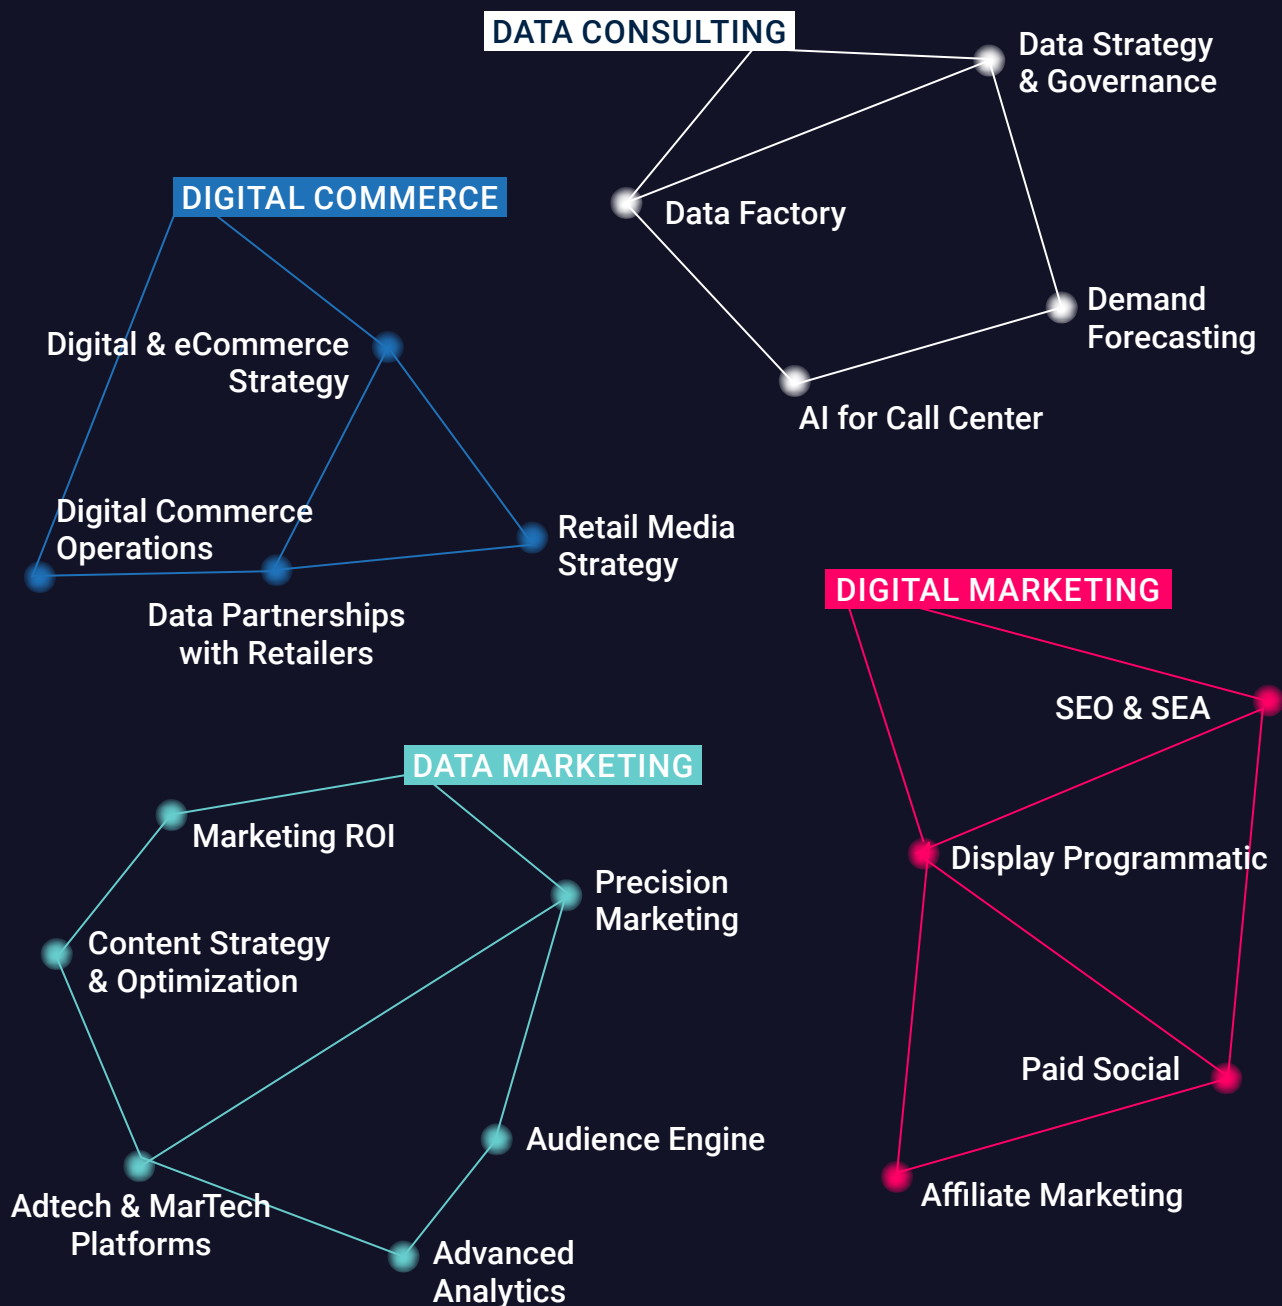 DATA CONSULTING
Data Strategy
& Governance
Data Factory
Demand
Forecasting
AI for Call Center
DIGITAL COMMERCE
Digital & eCommerce
Strategy
Digital Commerce
Operations
Retail Media
Strategy
Data Partnerships
with Retailers
DIGITAL MARKETING
SEO & SEA
Display Programmatic
Paid Social
Affiliate Marketing
DATA MARKETING
Marketing ROI
Precision
Marketing
Content Strategy
& Optimization
Audience Engine
Adtech & MarTech
Platforms
Advanced
Analytics